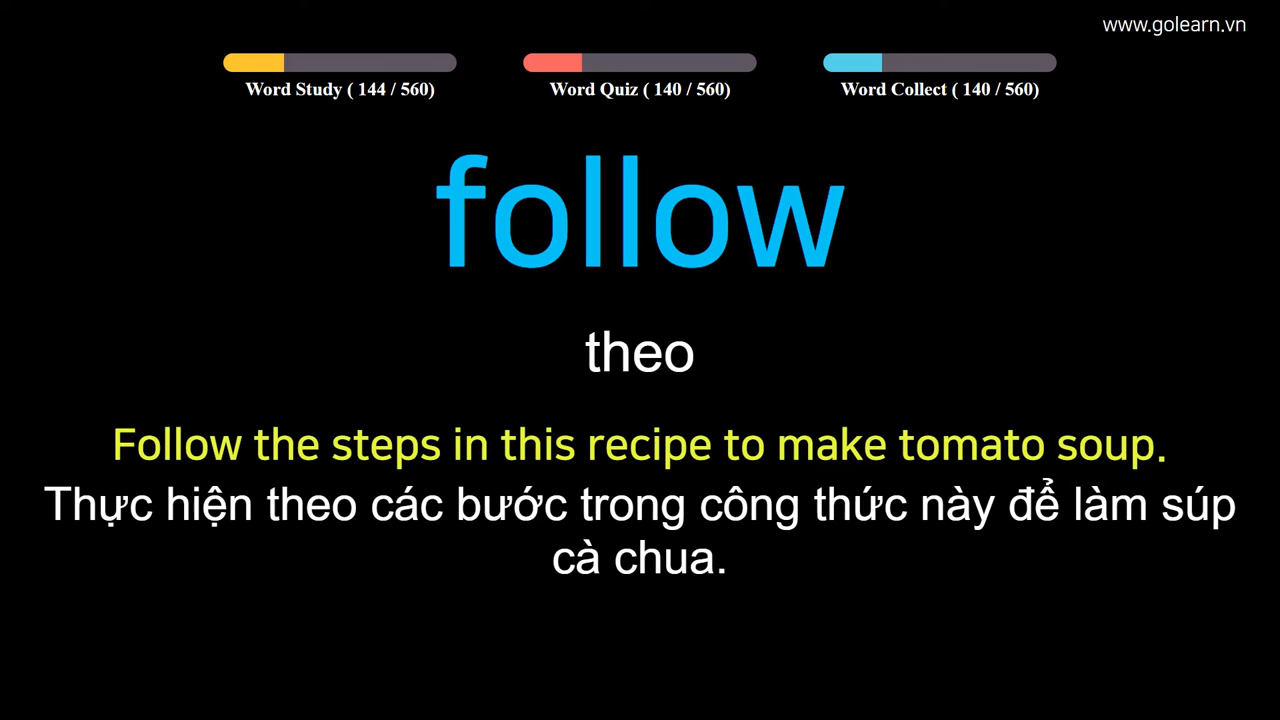 www.golearn.vn
Word Study ( 144 / 560)
Word Quiz ( 140 / 560)
Word Collect ( 140 / 560)
follow
theo
Follow the steps in this recipe to make tomato soup.
Thực hiện theo các bước trong công thức này để làm súp
cà chua.